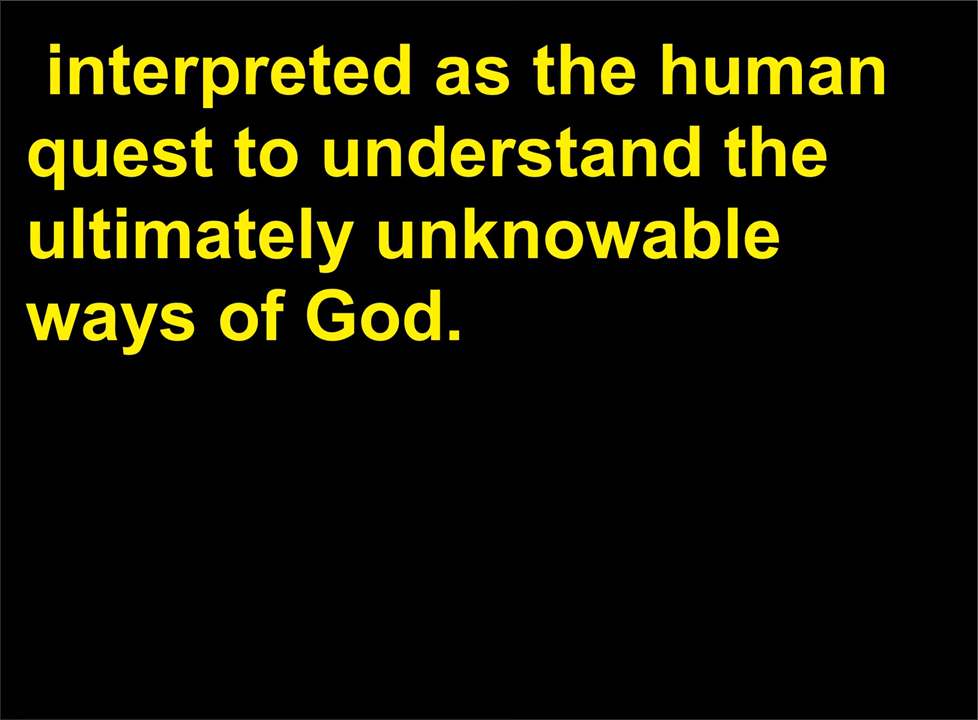 interpreted as the human
quest to understand the
ultimately unknowable
ways of God.